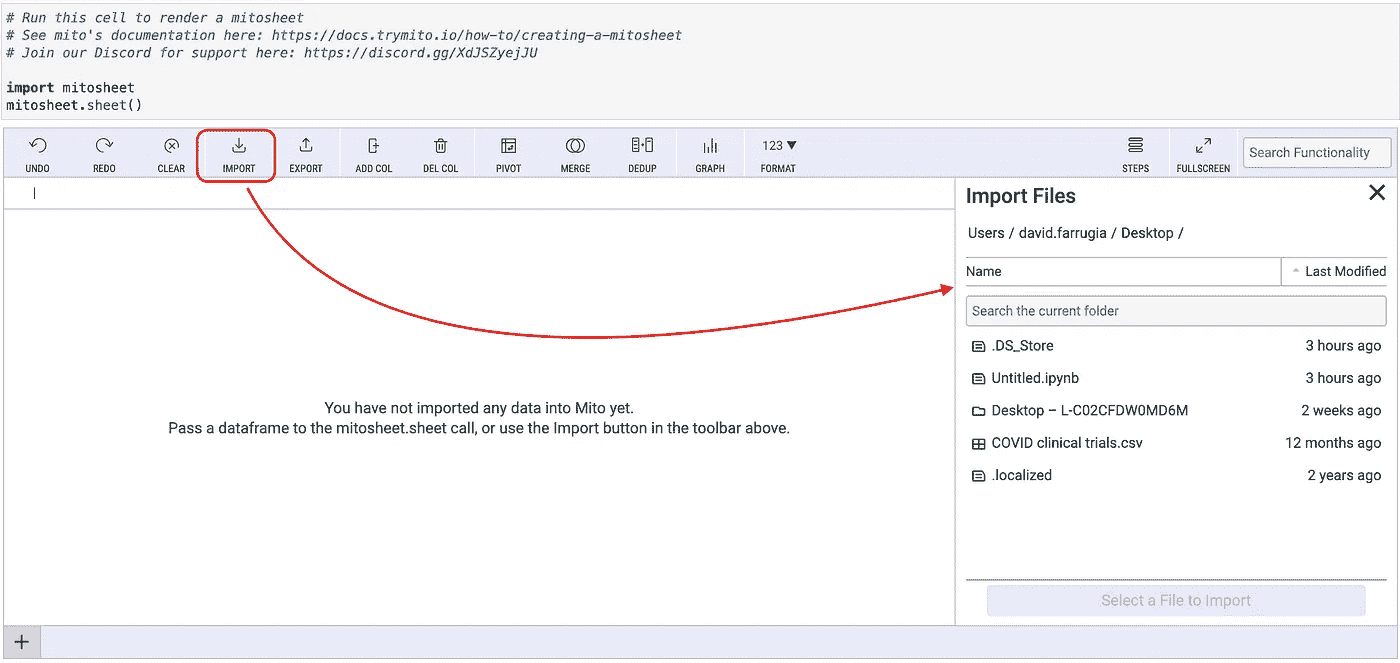 # Run this cell to render a mitosheet
# See mito's documentation here: https://docs.trymito.io/how-to/creating-a-mitosheet
# Join our Discord for support here: https://discord.gg/XdJSZyejJU
import mitosheet
mitosheet.sheet()
UNDO REDO CLEAR IMPORT EXPORT ADD COL DEL COL PIVOT MERGE DEDUP GRAPH 123 FORMAT STEPS FULLSCREEN Search Functionality
Import Files
Users / david.farrugia / Desktop /
Name Last Modified
Search the current folder
.DS_Store 3 hours ago
Untitled.ipynb 3 hours ago
Desktop – L-C02CFDW0MD6M 2 weeks ago
COVID clinical trials.csv 12 months ago
.localized 2 years ago
You have not imported any data into Mito yet.
Pass a dataframe to the mitosheet.sheet call, or use the Import button in the toolbar above.
Select a File to Import